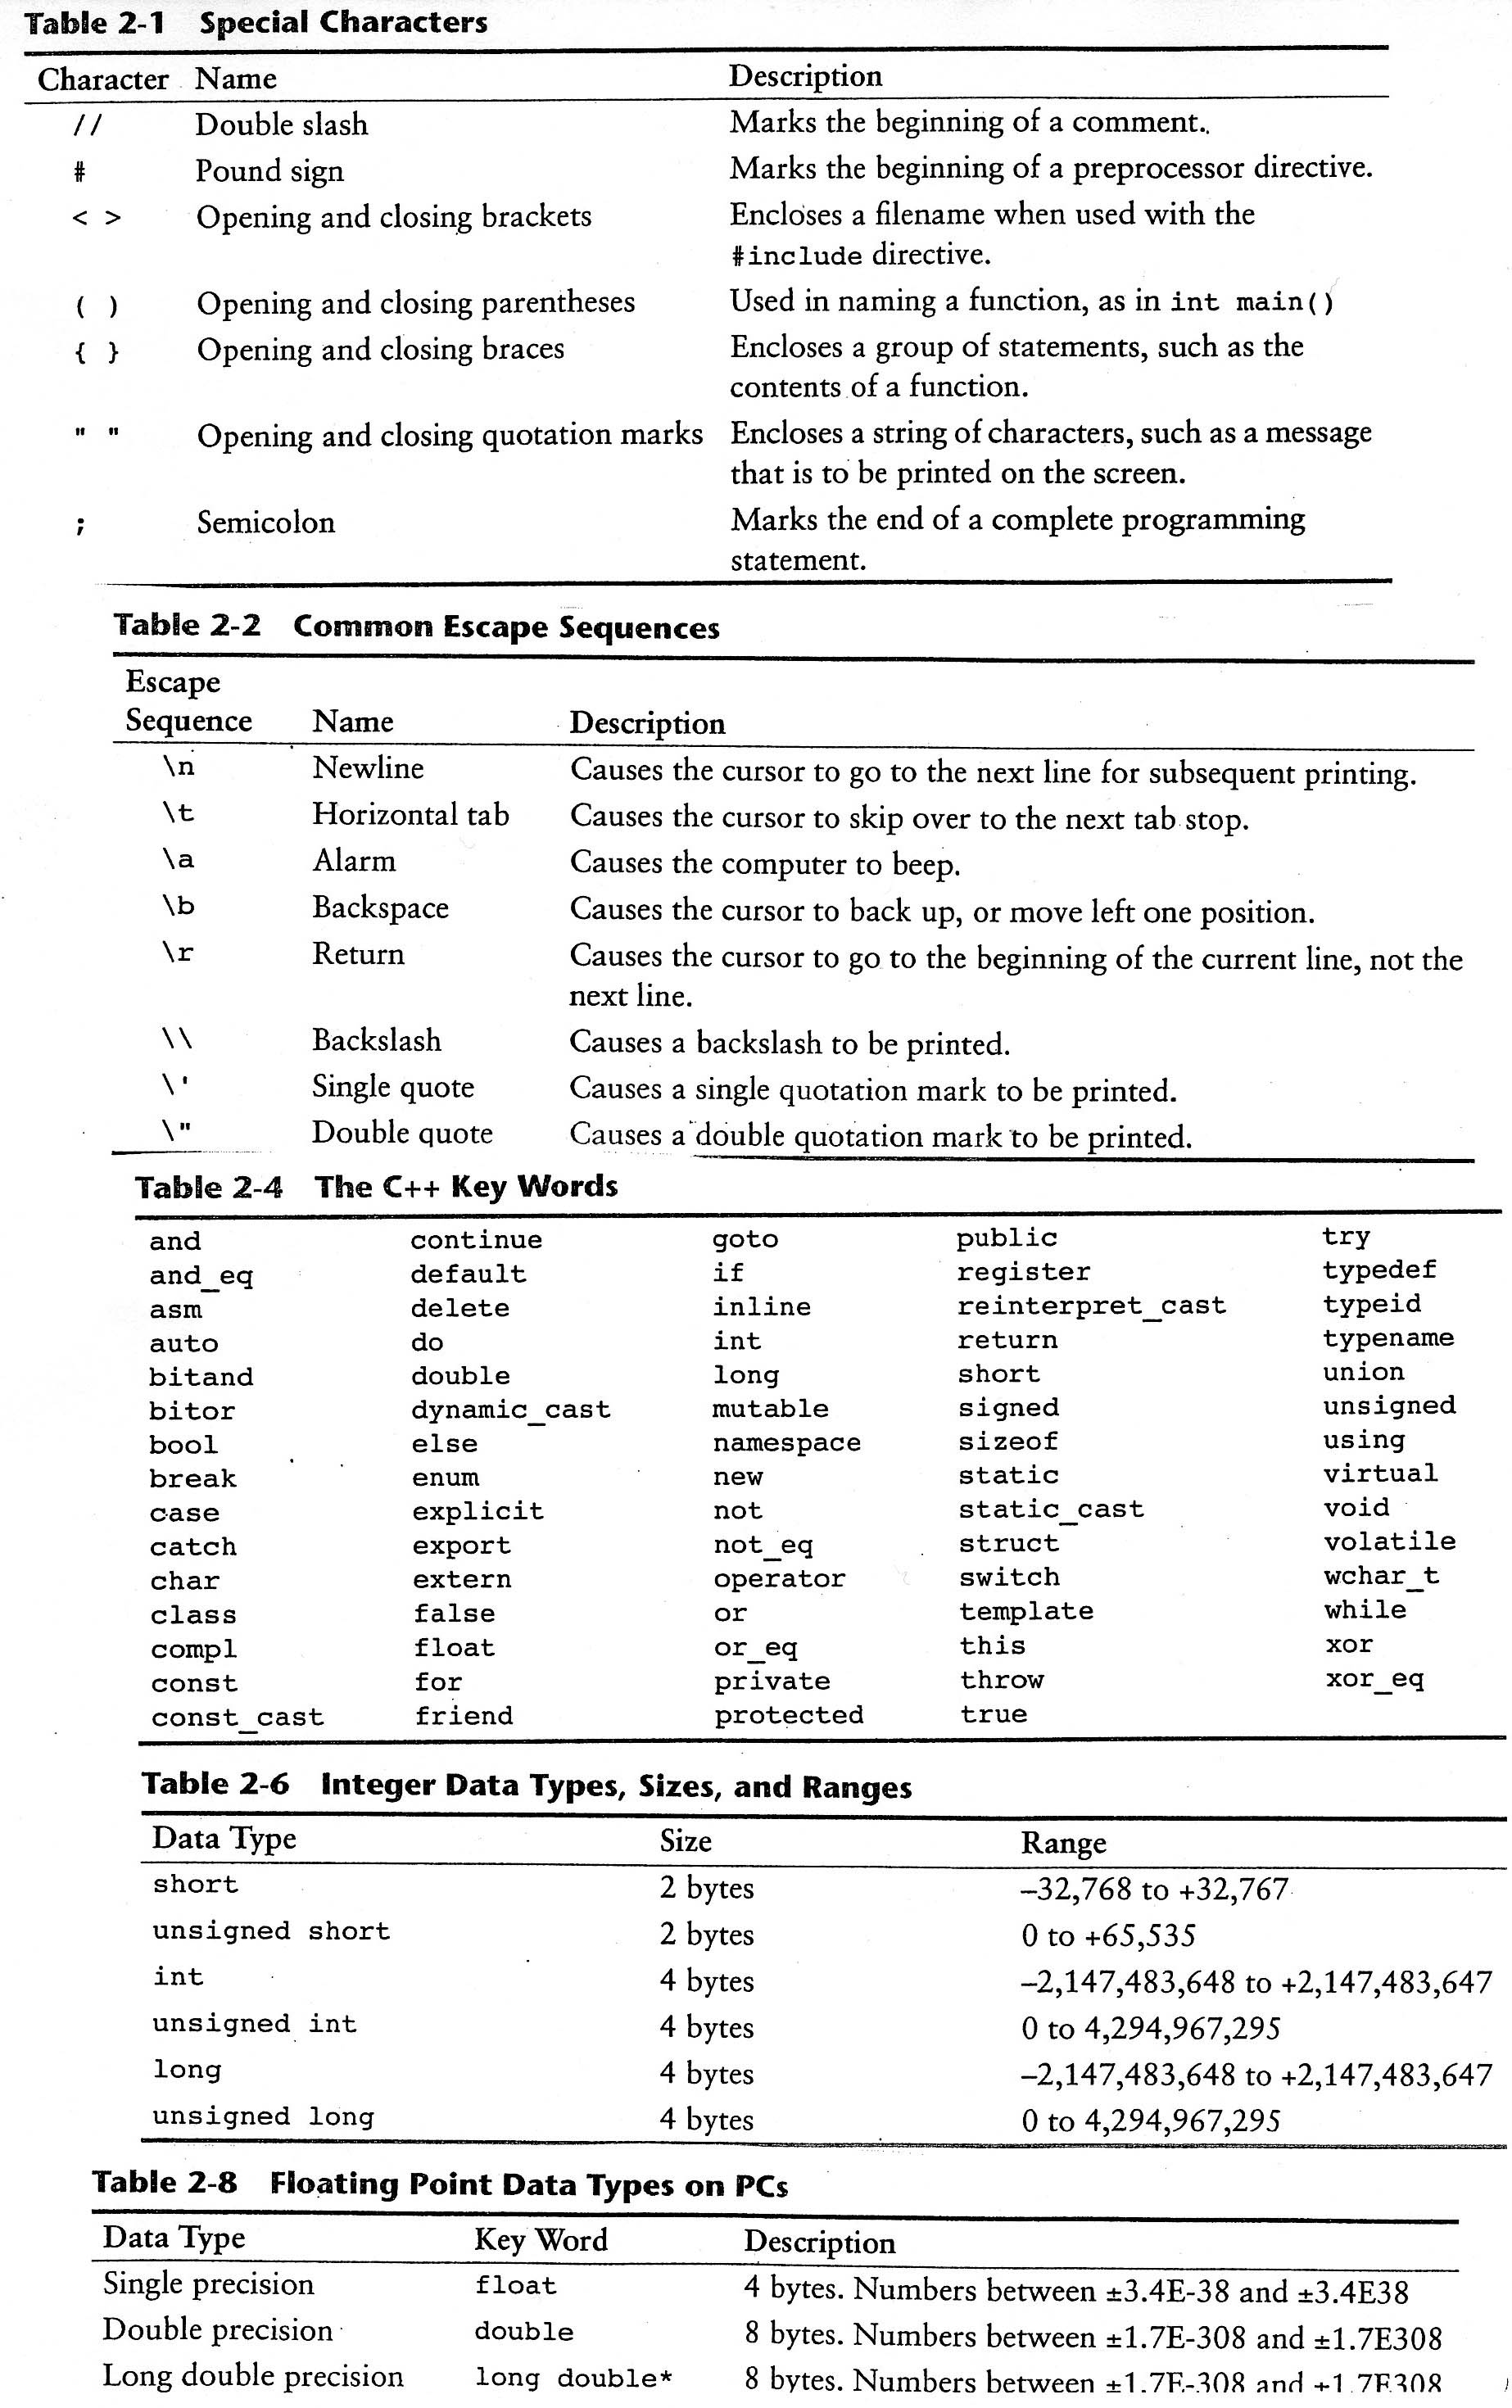 Table 2-1 Special Characters
Character Name Description
// Double slash Marks the beginning of a comment.
# Pound sign Marks the beginning of a preprocessor directive.
< > Opening and closing brackets Encloses a filename when used with the
#include directive.
( ) Opening and closing parentheses Used in naming a function, as in int main()
{ } Opening and closing braces Encloses a group of statements, such as the
contents of a function.
" " Opening and closing quotation marks Encloses a string of characters, such as a message
that is to be printed on the screen.
; Semicolon Marks the end of a complete programming
statement.
Table 2-2 Common Escape Sequences
Escape
Sequence Name Description
\n Newline Causes the cursor to go to the next line for subsequent printing.
\t Horizontal tab Causes the cursor to skip over to the next tab stop.
\a Alarm Causes the computer to beep.
\b Backspace Causes the cursor to back up, or move left one position.
\r Return Causes the cursor to go to the beginning of the current line, not the
next line.
\\ Backslash Causes a backslash to be printed.
\' Single quote Causes a single quotation mark to be printed.
\" Double quote Causes a double quotation mark to be printed.
Table 2-4 The C++ Key Words
and continue goto public try
and_eq default if register typedef
asm delete inline reinterpret_cast typeid
auto do int return typename
bitand double long short union
bitor dynamic_cast mutable signed unsigned
bool else namespace sizeof using
break enum new static virtual
case explicit not static_cast void
catch export not_eq struct volatile
char extern operator switch wchar_t
class false or template while
compl float or_eq this xor
const for private throw xor_eq
const_cast friend protected true
Table 2-6 Integer Data Types, Sizes, and Ranges
Data Type Size Range
short 2 bytes –32,768 to +32,767
unsigned short 2 bytes 0 to +65,535
int 4 bytes –2,147,483,648 to +2,147,483,647
unsigned int 4 bytes 0 to 4,294,967,295
long 4 bytes –2,147,483,648 to +2,147,483,647
unsigned long 4 bytes 0 to 4,294,967,295
Table 2-8 Floating Point Data Types on PCs
Data Type Key Word Description
Single precision float 4 bytes. Numbers between ±3.4E-38 and ±3.4E38
Double precision double 8 bytes. Numbers between ±1.7E-308 and ±1.7E308
Long double precision long double* 8 bytes. Numbers between ±1.7E-308 and ±1.7E308